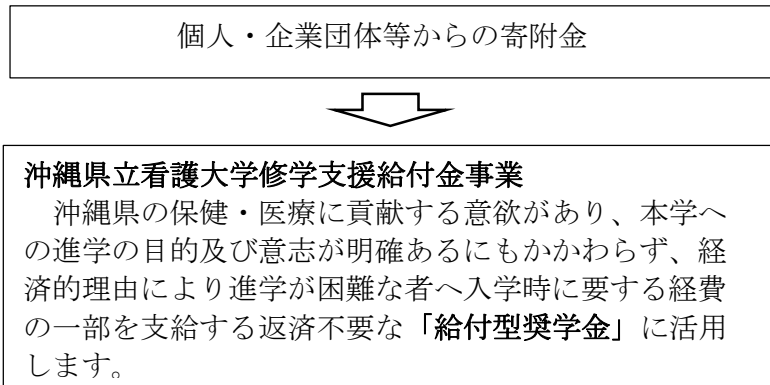 個人・企業団体等からの寄附金
沖縄県立看護大学修学支援給付金事業
　沖縄県の保健・医療に貢献する意欲があり、本学へ
の進学の目的及び意志が明確あるにもかかわらず、経
済的理由により進学が困難な者へ入学時に要する経費
の一部を支給する返済不要な「給付型奨学金」に活用
します。